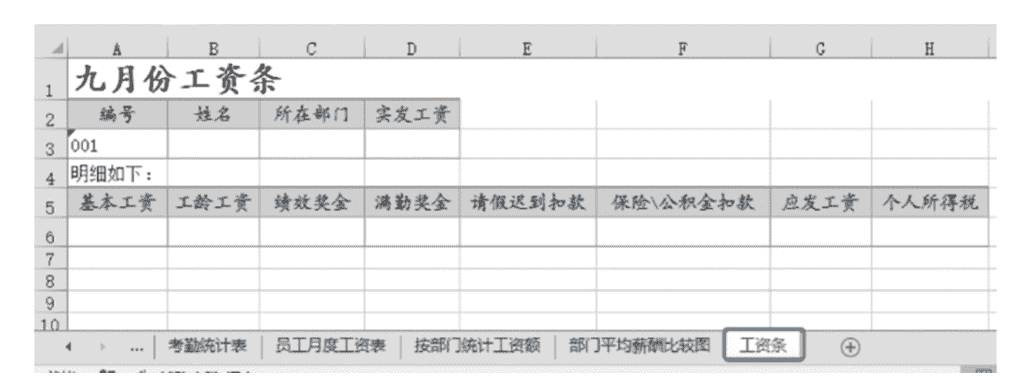 A B C D E F G H
1 九月份工资条
2 编号 姓名 所在部门 实发工资
3 001
4 明细如下：
5 基本工资 工龄工资 绩效奖金 满勤奖金 请假迟到扣款 保险\公积金扣款 应发工资 个人所得税
6
7
8
9
10
... 考勤统计表 员工月度工资表 按部门统计工资额 部门平均薪酬比较图 工资条